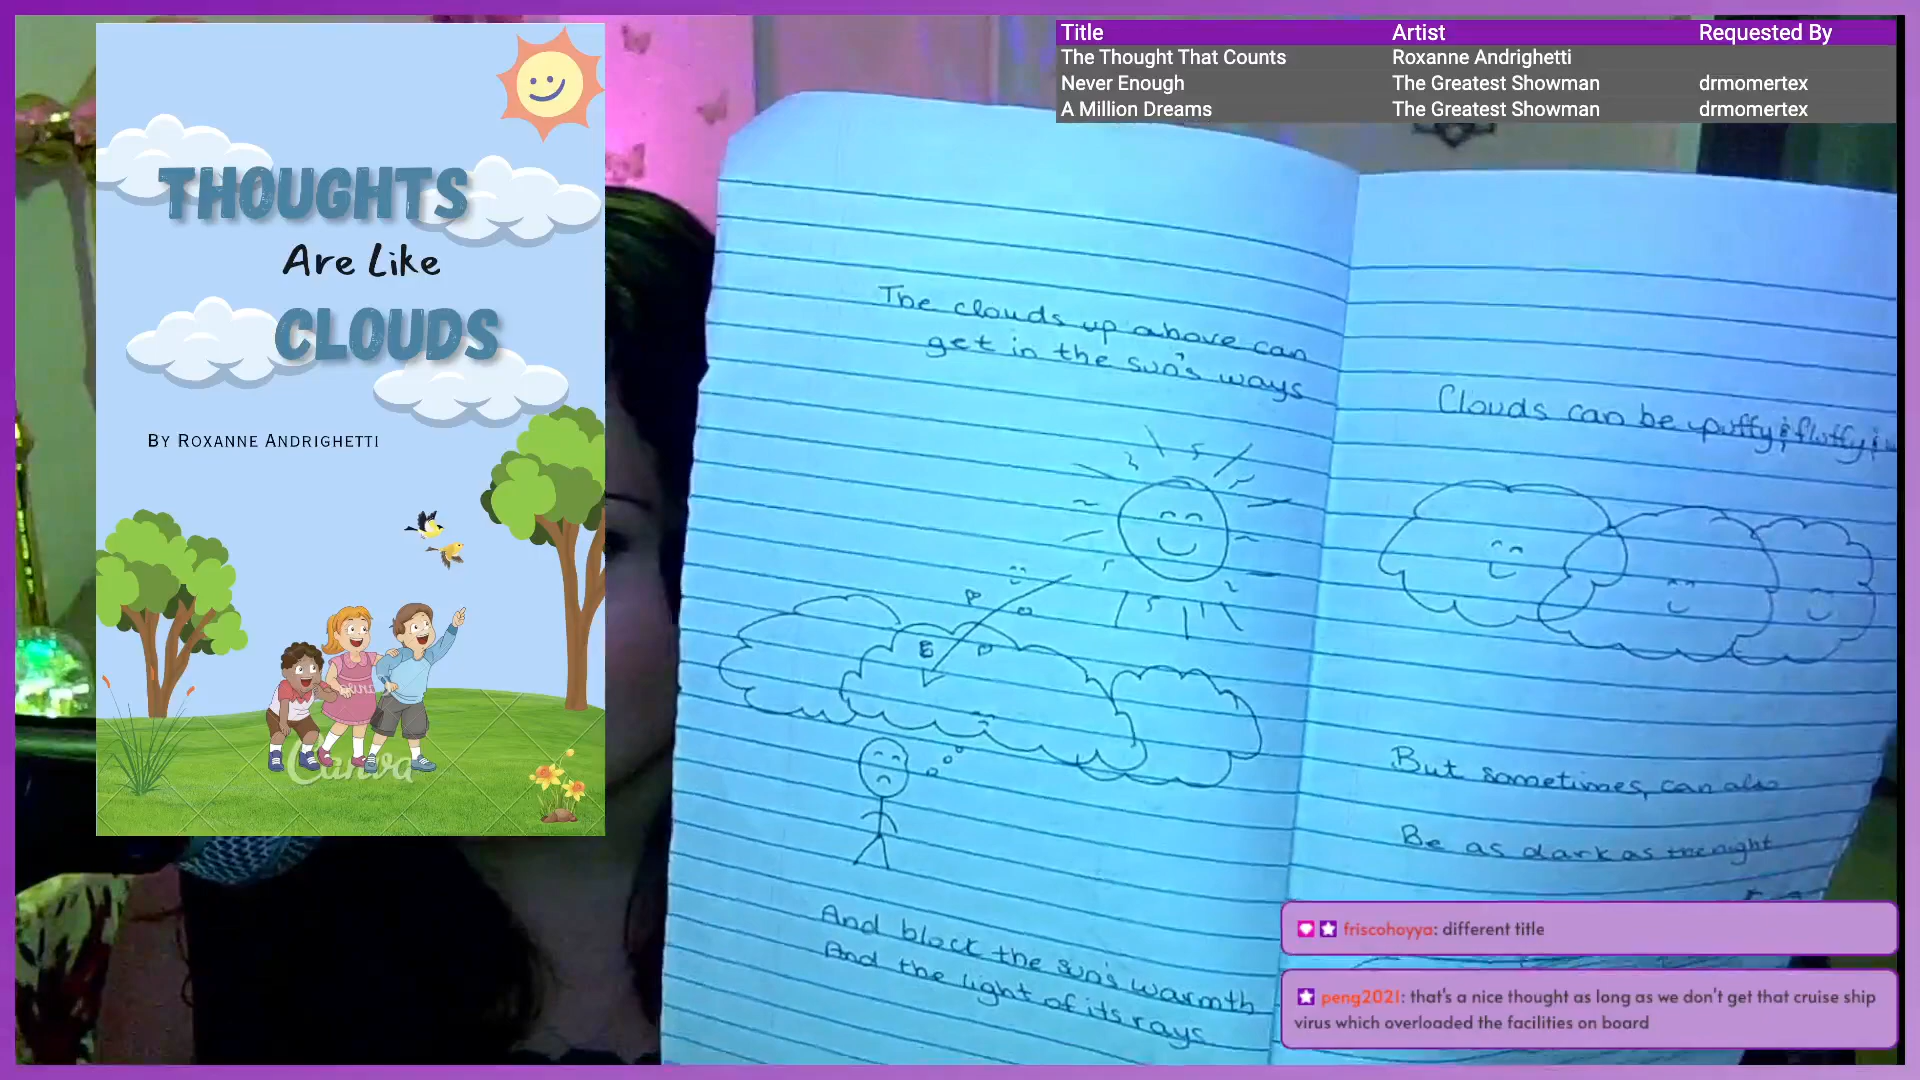 THOUGHTS
Are Like
CLOUDS
BY ROXANNE ANDRIGHETTI
Canva
Title Artist Requested By
The Thought That Counts Roxanne Andrighetti
Never Enough The Greatest Showman drmomertex
A Million Dreams The Greatest Showman drmomertex
The clouds up above can
get in the sun's ways
And block the sun's warmth
And the light of its rays
Clouds can be puffy & fluffy &
But sometimes, can also
Be as dark as the night
friscohoyya: different title
peng2021: that's a nice thought as long as we don't get that cruise ship
virus which overloaded the facilities on board